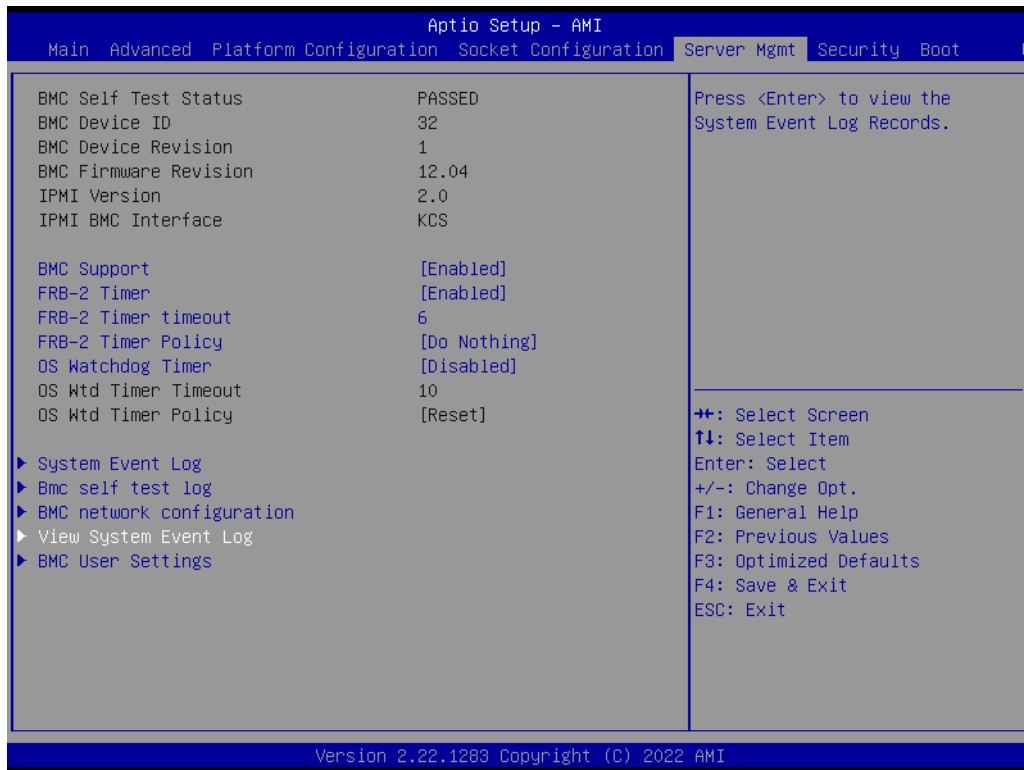 Aptio Setup – AMI
Main Advanced Platform Configuration Socket Configuration Server Mgmt Security Boot
BMC Self Test Status PASSED
BMC Device ID 32
BMC Device Revision 1
BMC Firmware Revision 12.04
IPMI Version 2.0
IPMI BMC Interface KCS
BMC Support [Enabled]
FRB-2 Timer [Enabled]
FRB-2 Timer timeout 6
FRB-2 Timer Policy [Do Nothing]
OS Watchdog Timer [Disabled]
OS Wtd Timer Timeout 10
OS Wtd Timer Policy [Reset]
System Event Log
Bmc self test log
BMC network configuration
View System Event Log
BMC User Settings
Press <Enter> to view the
System Event Log Records.
→←: Select Screen
↑↓: Select Item
Enter: Select
+/-: Change Opt.
F1: General Help
F2: Previous Values
F3: Optimized Defaults
F4: Save & Exit
ESC: Exit
Version 2.22.1283 Copyright (C) 2022 AMI